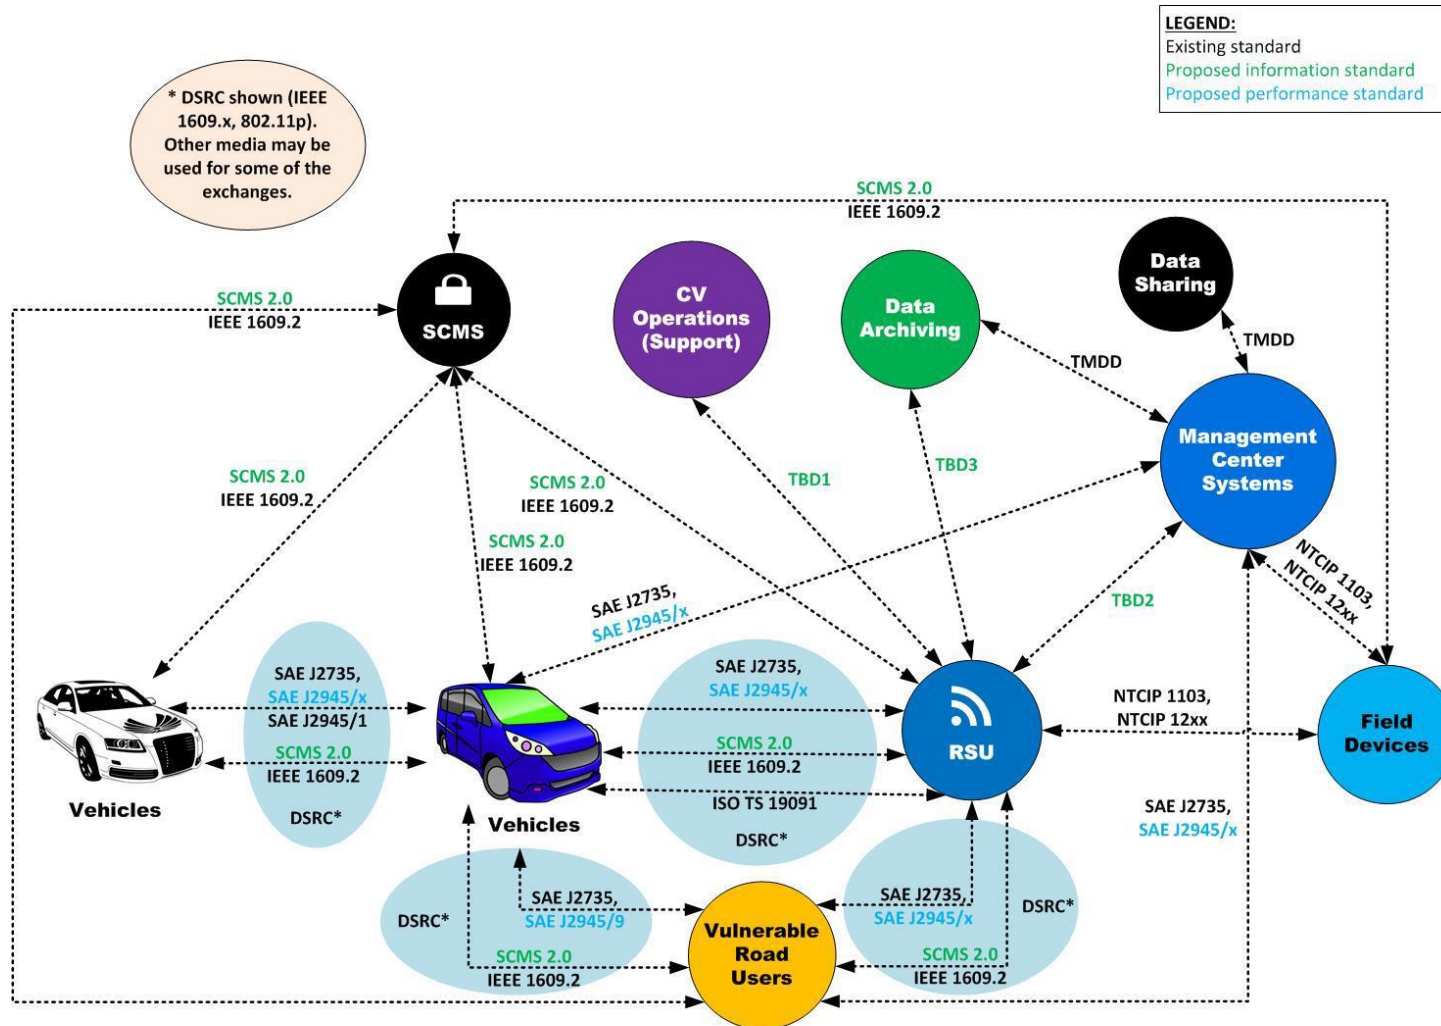 LEGEND:
Existing standard
Proposed information standard
Proposed performance standard
* DSRC shown (IEEE
1609.x, 802.11p).
Other media may be
used for some of the
exchanges.
SCMS 2.0
IEEE 1609.2
Data
Sharing
SCMS 2.0
IEEE 1609.2
SCMS
CV
Operations
(Support)
Data
Archiving
TMDD
TMDD
Management
Center
Systems
SCMS 2.0
IEEE 1609.2
SCMS 2.0
IEEE 1609.2
SCMS 2.0
IEEE 1609.2
TBD1
TBD3
TBD2
NTCIP 1103,
NTCIP 12xx
SAE J2735,
SAE J2945/x
SAE J2735,
SAE J2945/x
SAE J2945/1
SCMS 2.0
IEEE 1609.2
DSRC*
Vehicles
Vehicles
SAE J2735,
SAE J2945/x
SCMS 2.0
IEEE 1609.2
ISO TS 19091
DSRC*
RSU
NTCIP 1103,
NTCIP 12xx
Field
Devices
SAE J2735,
SAE J2945/x
DSRC*
SAE J2735,
SAE J2945/9
SCMS 2.0
IEEE 1609.2
Vulnerable
Road
Users
SAE J2735,
SAE J2945/x
DSRC*
SCMS 2.0
IEEE 1609.2